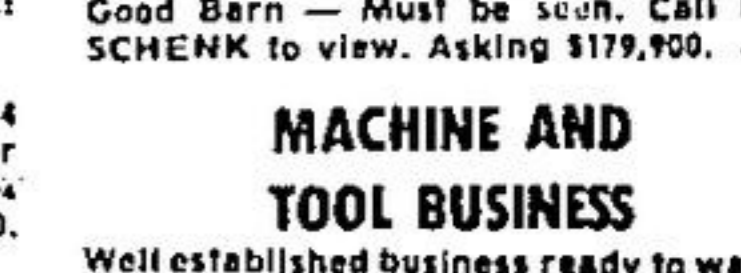 Good Barn — Must be seen. Call
SCHENK to view. Asking $179,900.
MACHINE AND
TOOL BUSINESS
Well established business ready to